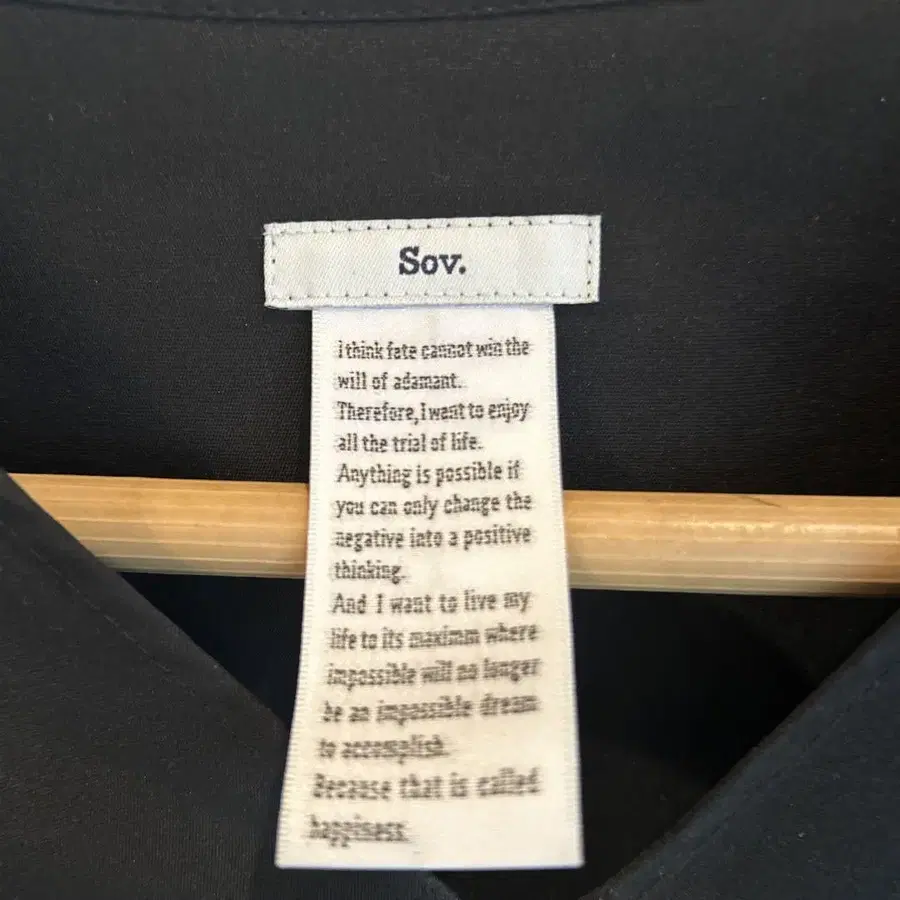 Sov.
I think fate cannot win the
will of adamant.
Therefore, I want to enjoy
all the trial of life.
Anything is possible if
you can only change the
negative into a positive
thinking.
And I want to live my
life to its maximm where
impossible will no longer
be an impossible dream
to accomplish.
Because that is called
happiness.